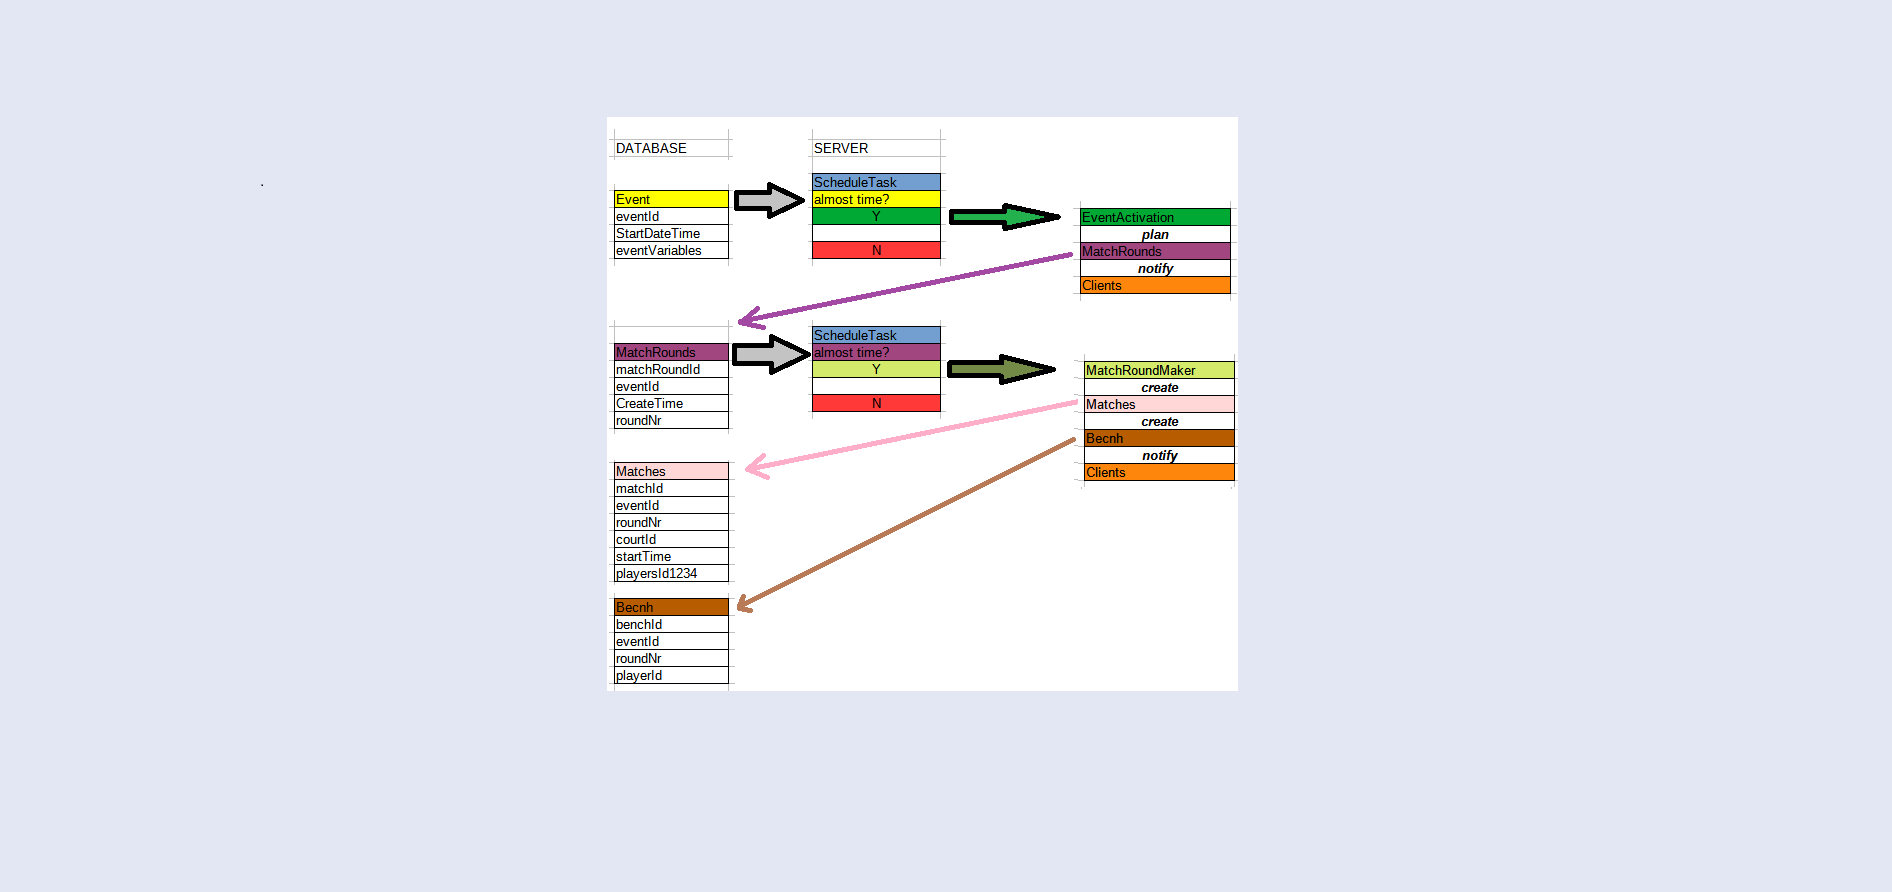 DATABASE
SERVER
Event
eventId
StartDateTime
eventVariables
ScheduleTask
almost time?
Y
N
EventActivation
plan
MatchRounds
notify
Clients
MatchRounds
matchRoundId
eventId
CreateTime
roundNr
ScheduleTask
almost time?
Y
N
MatchRoundMaker
create
Matches
create
Becnh
notify
Clients
Matches
matchId
eventId
roundNr
courtId
startTime
playersId1234
Becnh
benchId
eventId
roundNr
playerId